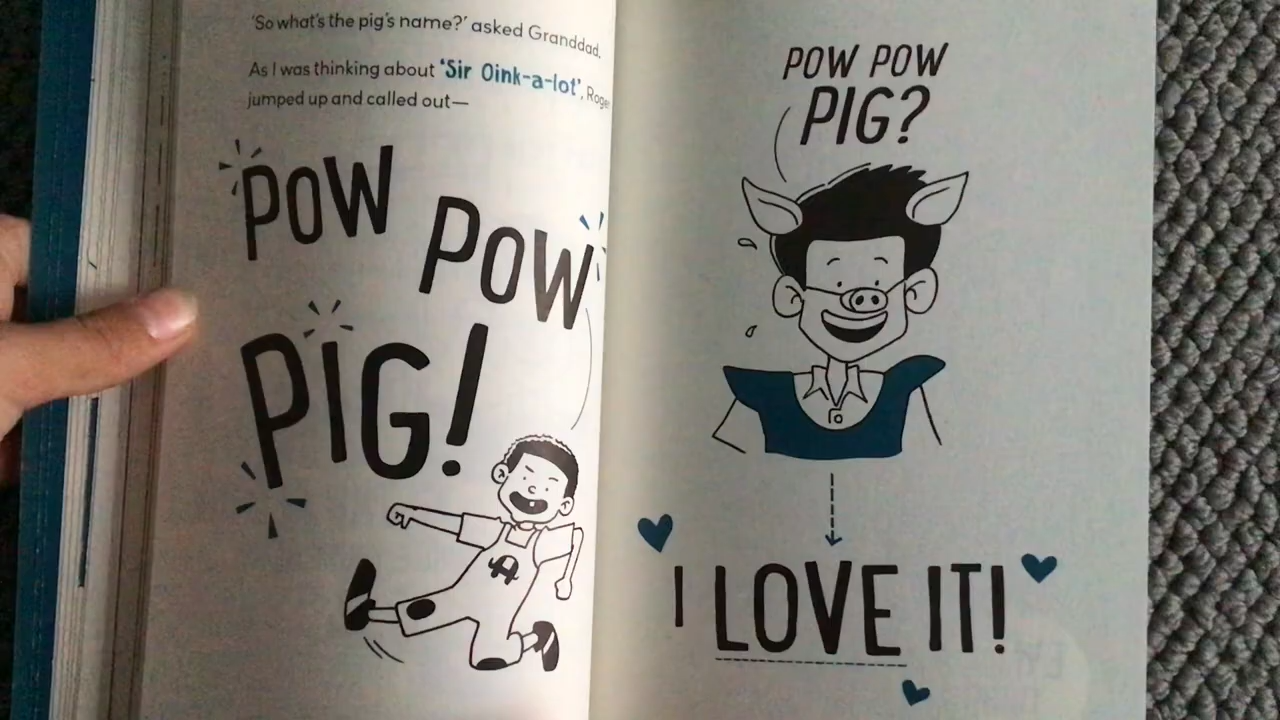 ‘So what’s the pig’s name?’ asked Granddad.
As I was thinking about ‘Sir Oink-a-lot’, Roger
jumped up and called out—
POW
POW
PIG!
POW POW
PIG?
I LOVE IT!